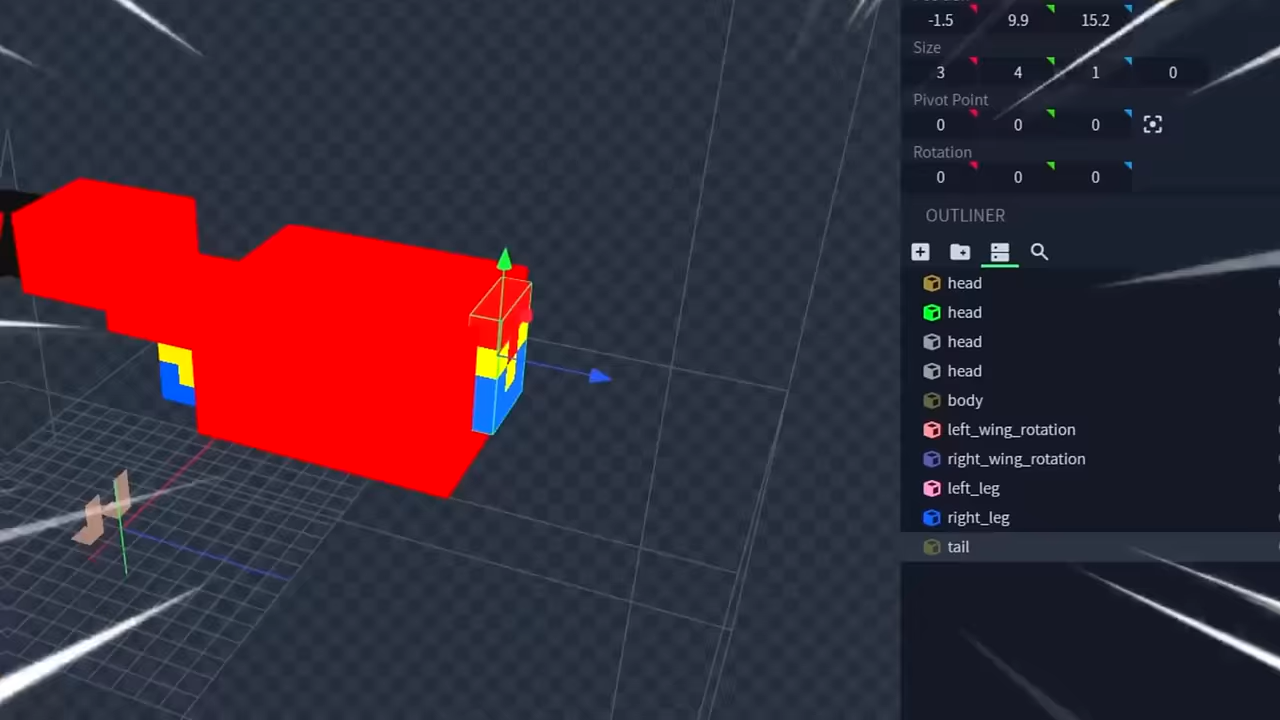 -1.5 9.9 15.2
Size
3 4 1 0
Pivot Point
0 0 0
Rotation
0 0 0
OUTLINER
head
head
head
head
body
left_wing_rotation
right_wing_rotation
left_leg
right_leg
tail